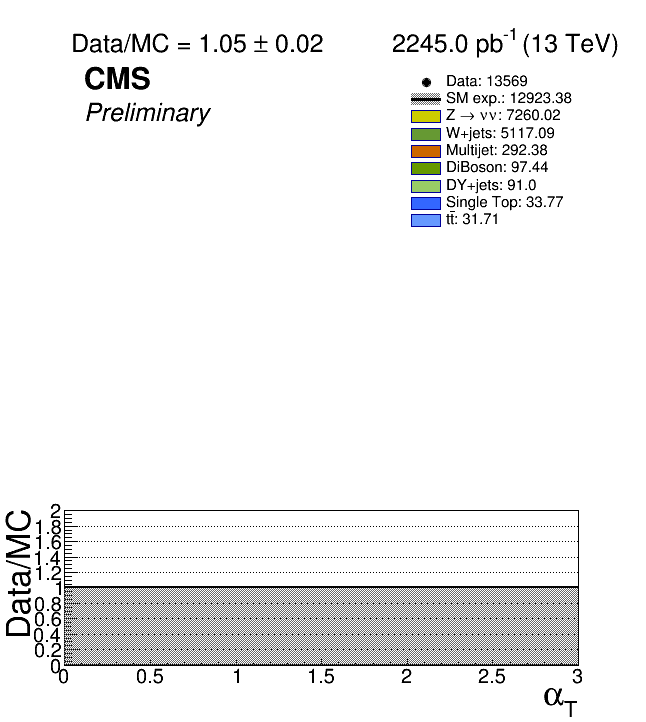 Data/MC = 1.05 ± 0.02
2245.0 pb⁻¹ (13 TeV)
CMS
Preliminary
Data: 13569
SM exp.: 12923.38
Z → νν: 7260.02
W+jets: 5117.09
Multijet: 292.38
DiBoson: 97.44
DY+jets: 91.0
Single Top: 33.77
tt̄: 31.71
Data/MC
2
1.8
1.6
1.4
1.2
1
0.8
0.6
0.4
0.2
0
0 0.5 1 1.5 2 2.5 3
α_T